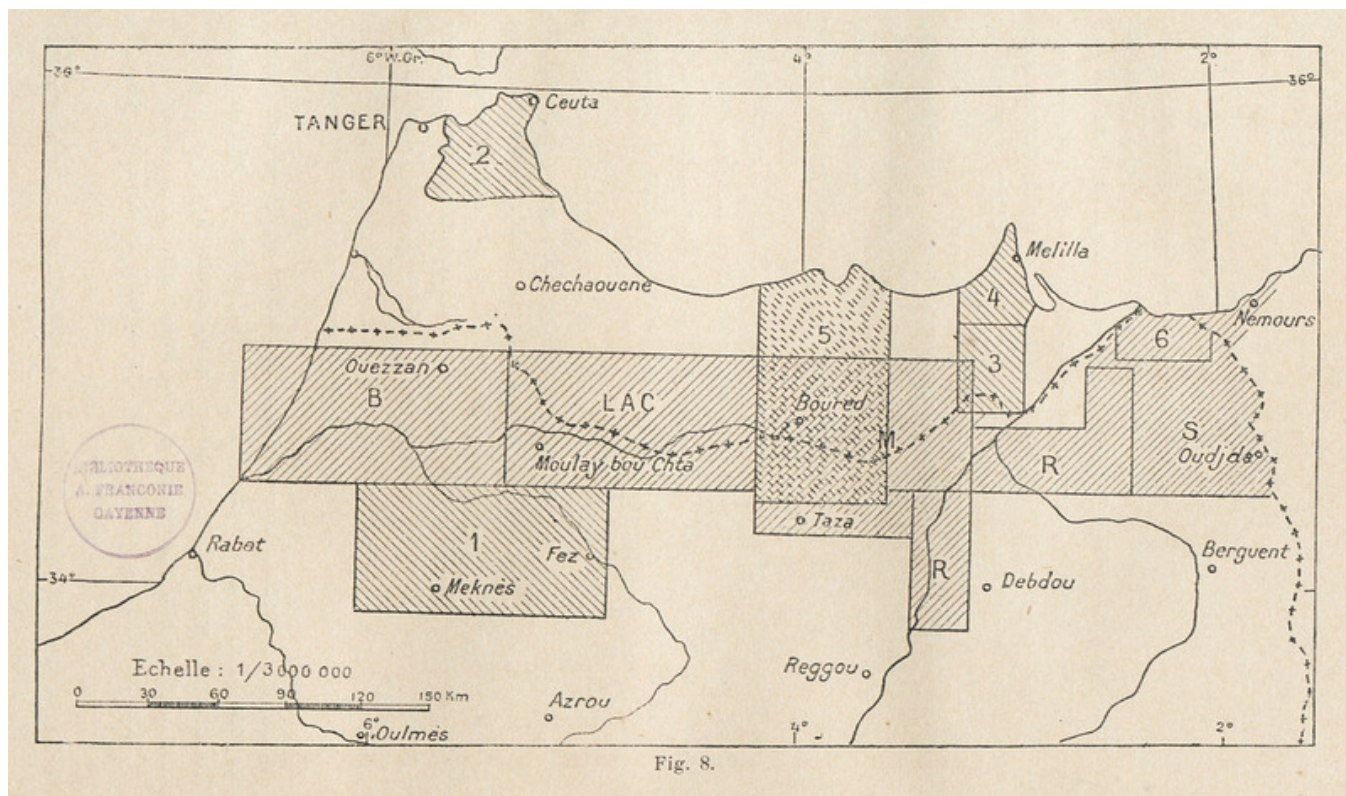 6° W.Gr.
4°
2°
36°
36°
TANGER
Ceuta
2
Melilla
Chechaouene
4
Nemours
5
6
Ouezzan
3
B
LAC
Boured
S
M
Moulay bou Chta
R
Oudjda
BIBLIOTHEQUE
A. FRANCONIE
CAYENNE
Taza
Rabat
1
Fez
Berguent
34°
Meknès
R
Debdou
Echelle : 1/3000 000
Reggou
0 30 60 90 120 150 Km
Azrou
6°
Oulmès
4°
2°
Fig. 8.